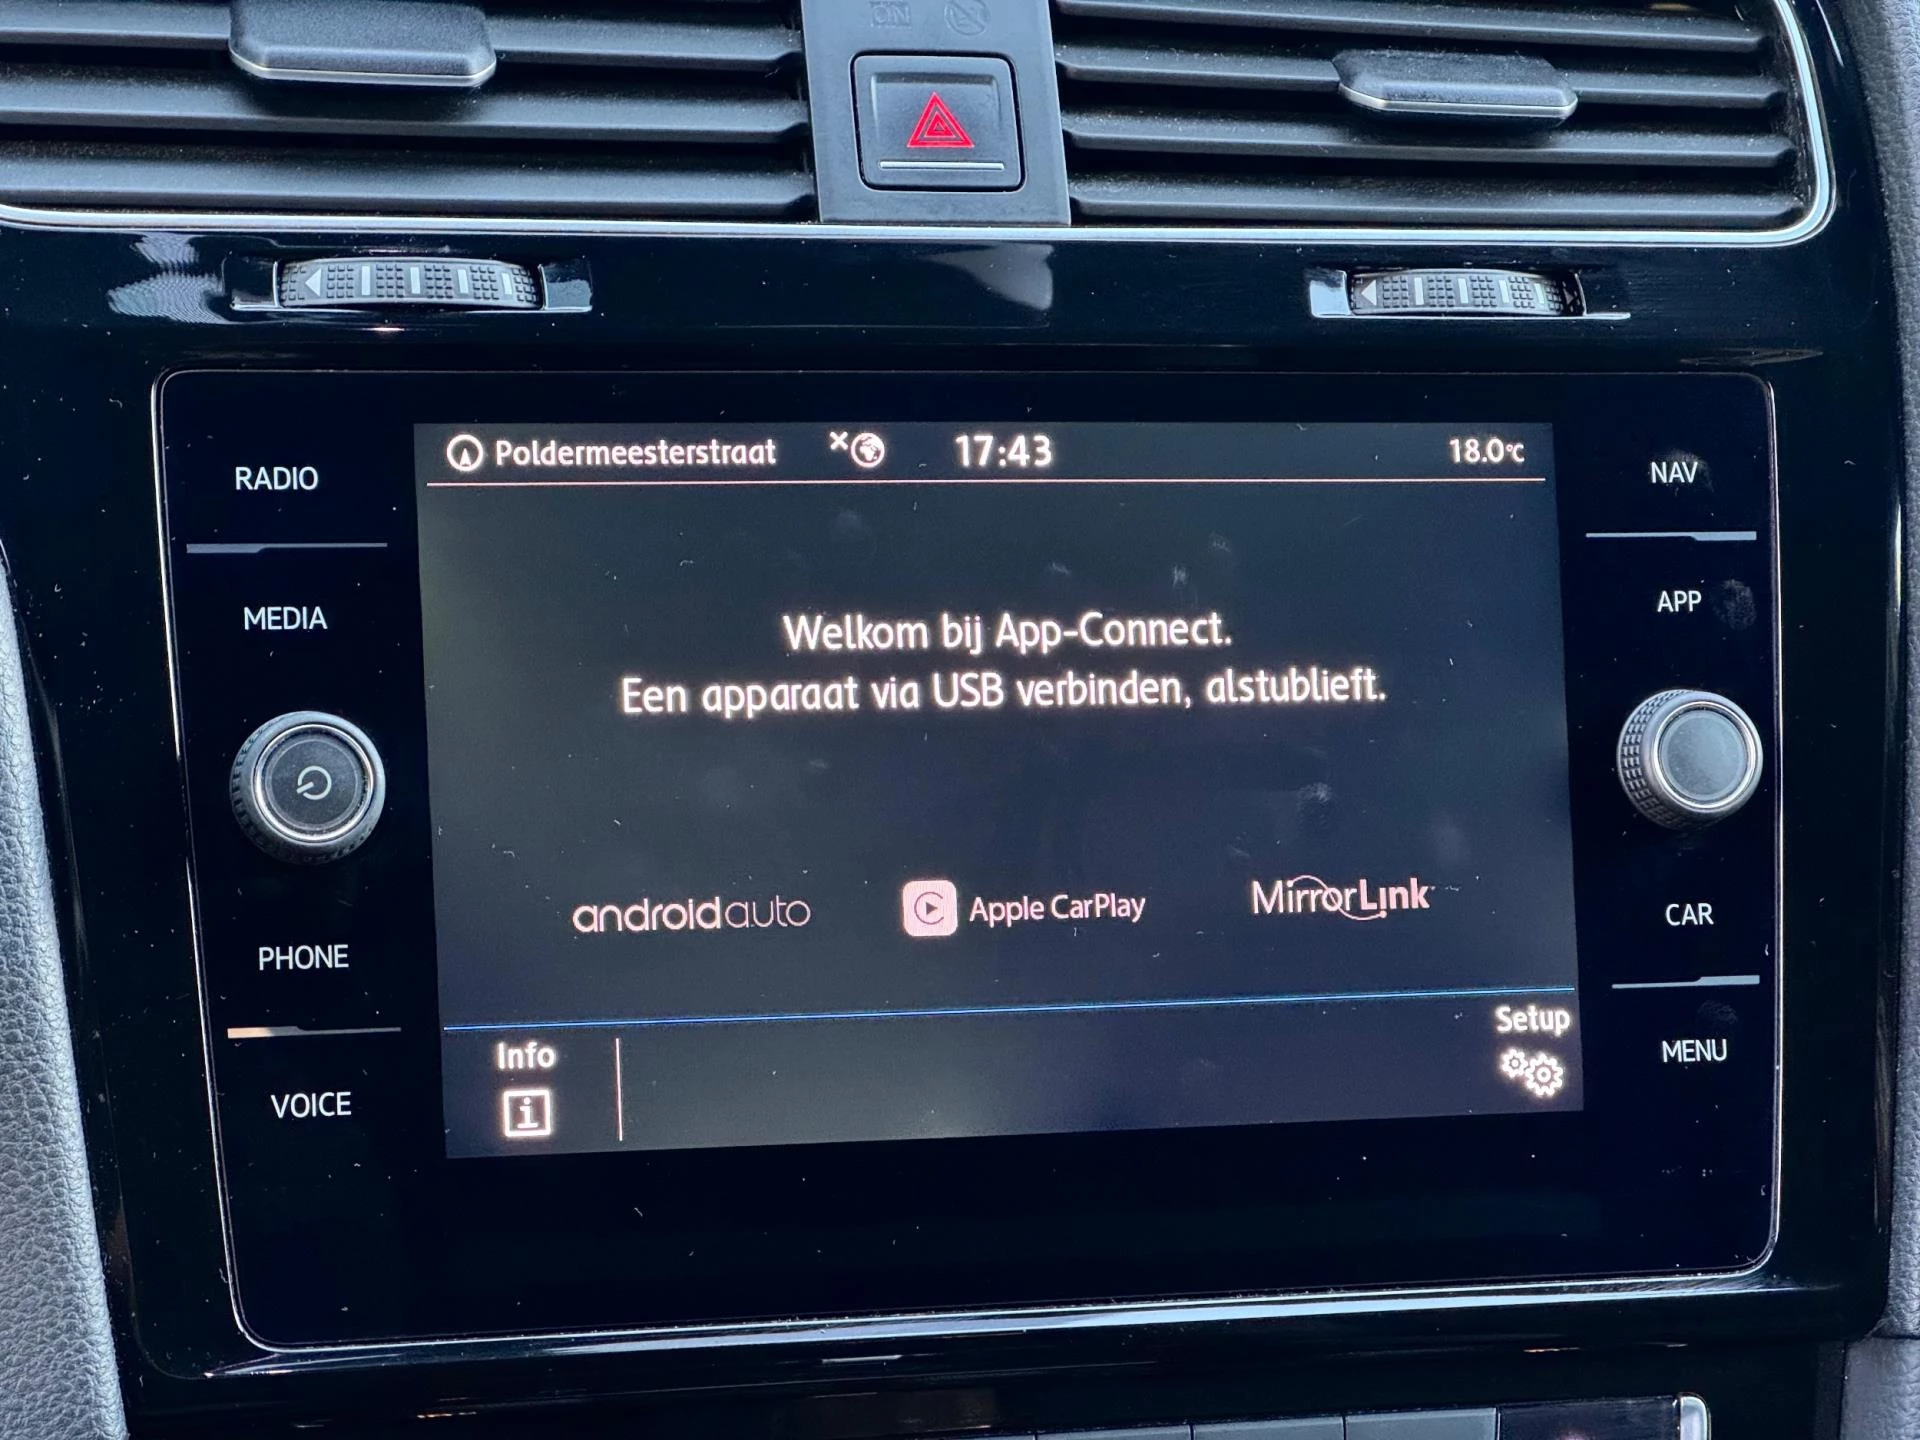 ON
RADIO
MEDIA
PHONE
VOICE
Poldermeesterstraat
17:43
18.0°C
Welkom bij App-Connect.
Een apparaat via USB verbinden, alstublieft.
androidauto
Apple CarPlay
MirrorLink
Info
i
Setup
NAV
APP
CAR
MENU